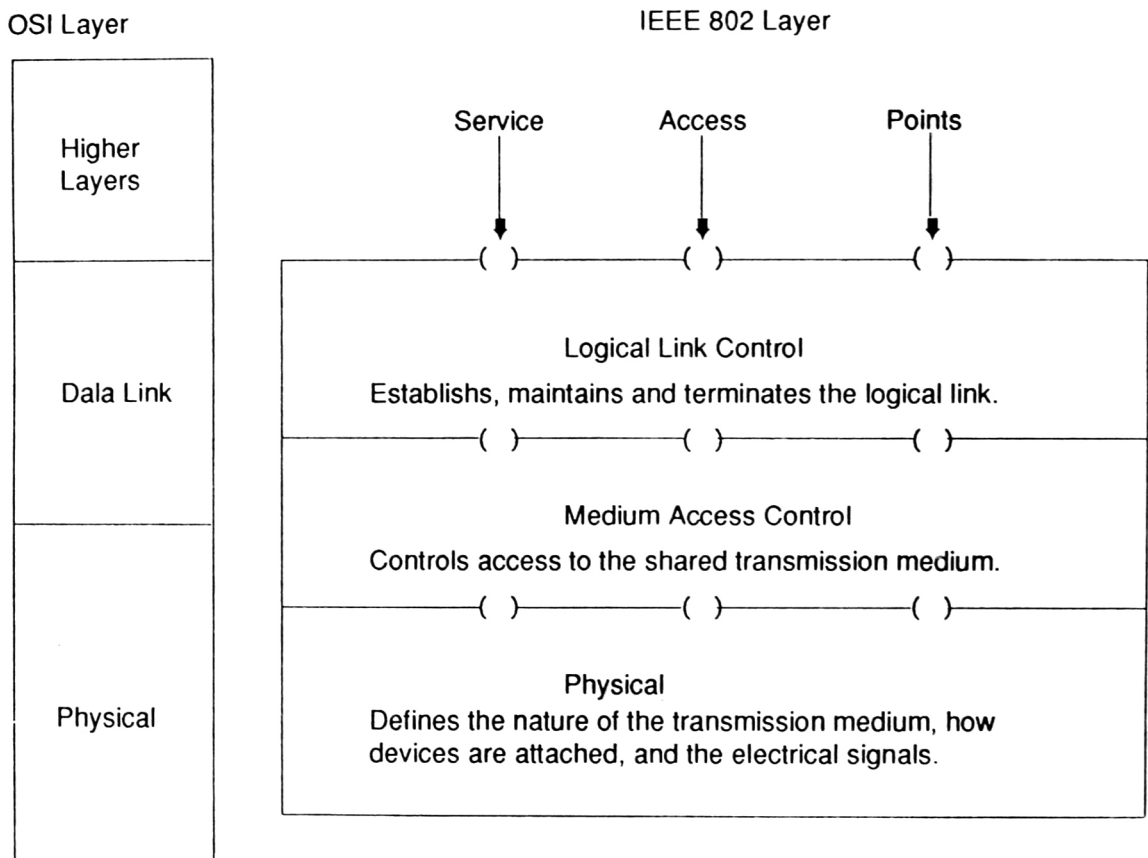 OSI Layer
IEEE 802 Layer
Higher
Layers
Service Access Points
( ) ( ) ( )
Dala Link
Logical Link Control
Establishs, maintains and terminates the logical link.
( ) ( ) ( )
Medium Access Control
Controls access to the shared transmission medium.
( ) ( ) ( )
Physical
Physical
Defines the nature of the transmission medium, how
devices are attached, and the electrical signals.